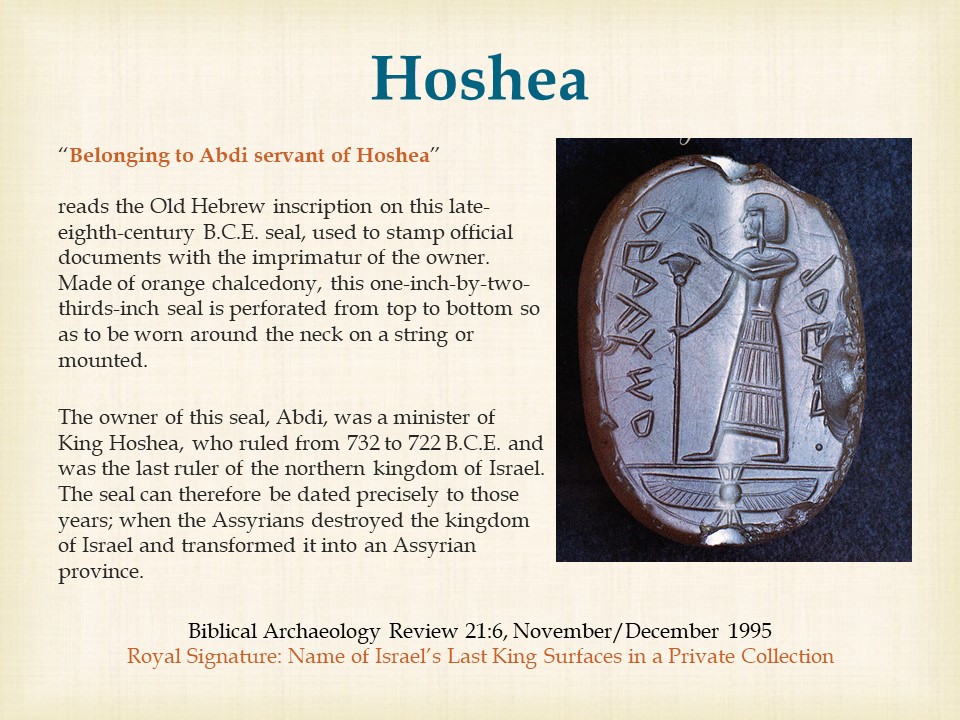 Hoshea
“Belonging to Abdi servant of Hoshea”
reads the Old Hebrew inscription on this late-
eighth-century B.C.E. seal, used to stamp official
documents with the imprimatur of the owner.
Made of orange chalcedony, this one-inch-by-two-
thirds-inch seal is perforated from top to bottom so
as to be worn around the neck on a string or
mounted.
The owner of this seal, Abdi, was a minister of
King Hoshea, who ruled from 732 to 722 B.C.E. and
was the last ruler of the northern kingdom of Israel.
The seal can therefore be dated precisely to those
years; when the Assyrians destroyed the kingdom
of Israel and transformed it into an Assyrian
province.
Biblical Archaeology Review 21:6, November/December 1995
Royal Signature: Name of Israel’s Last King Surfaces in a Private Collection